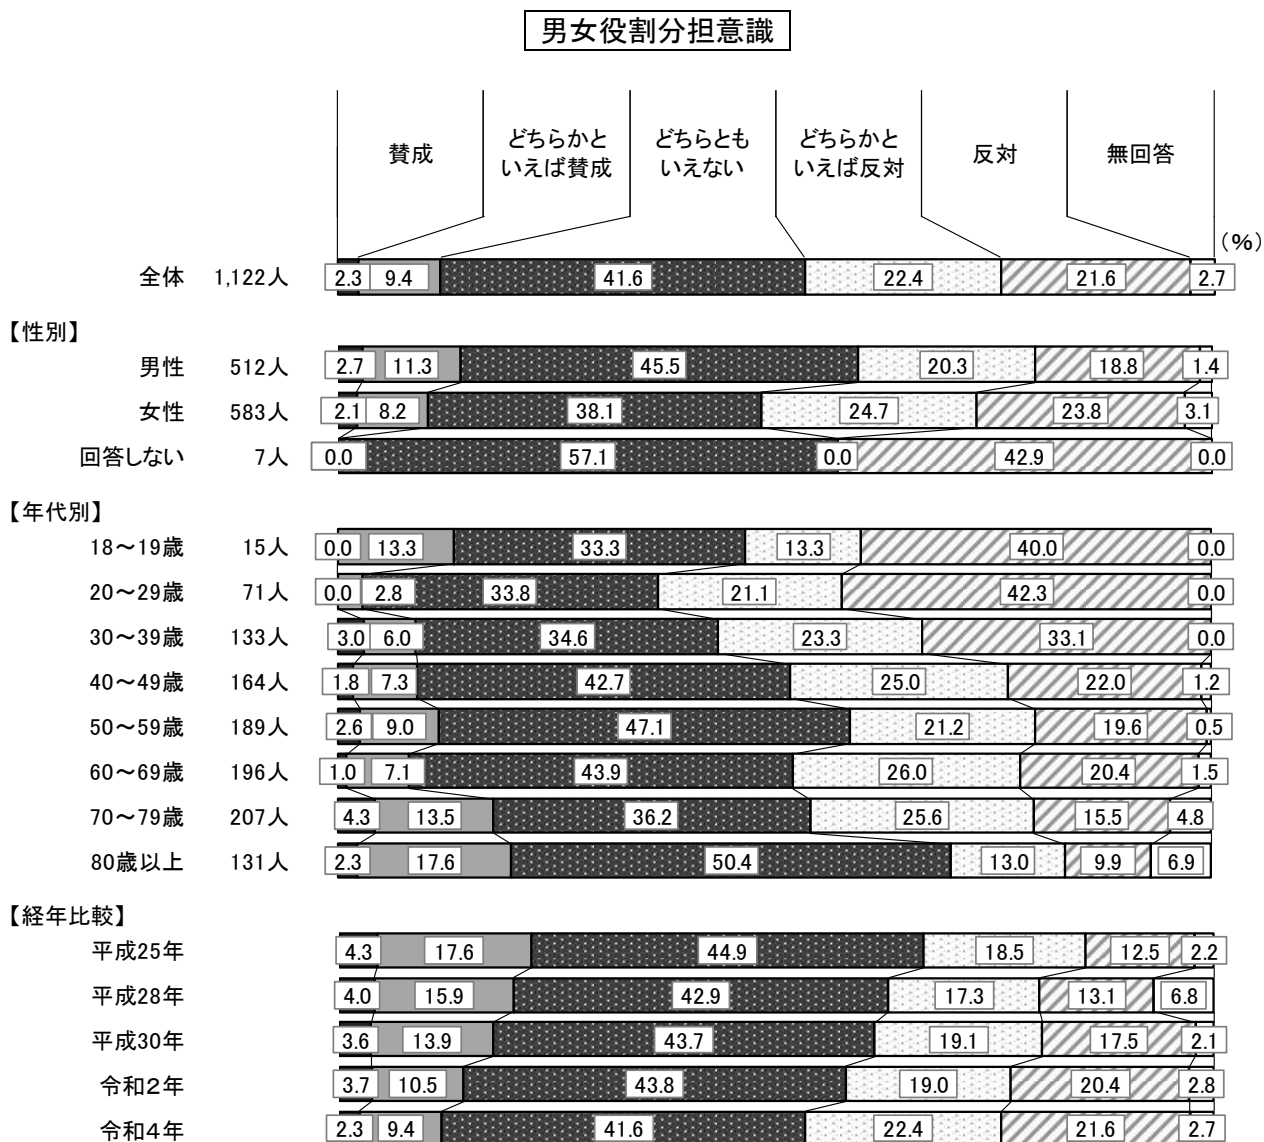 男女役割分担意識
賛成 どちらかと どちらとも どちらかと 反対 無回答
いえば賛成 いえない いえば反対
(%)
全体 1,122人 2.3 9.4 41.6 22.4 21.6 2.7
【性別】
男性 512人 2.7 11.3 45.5 20.3 18.8 1.4
女性 583人 2.1 8.2 38.1 24.7 23.8 3.1
回答しない 7人 0.0 57.1 0.0 42.9 0.0
【年代別】
18～19歳 15人 0.0 13.3 33.3 13.3 40.0 0.0
20～29歳 71人 0.0 2.8 33.8 21.1 42.3 0.0
30～39歳 133人 3.0 6.0 34.6 23.3 33.1 0.0
40～49歳 164人 1.8 7.3 42.7 25.0 22.0 1.2
50～59歳 189人 2.6 9.0 47.1 21.2 19.6 0.5
60～69歳 196人 1.0 7.1 43.9 26.0 20.4 1.5
70～79歳 207人 4.3 13.5 36.2 25.6 15.5 4.8
80歳以上 131人 2.3 17.6 50.4 13.0 9.9 6.9
【経年比較】
平成25年 4.3 17.6 44.9 18.5 12.5 2.2
平成28年 4.0 15.9 42.9 17.3 13.1 6.8
平成30年 3.6 13.9 43.7 19.1 17.5 2.1
令和2年 3.7 10.5 43.8 19.0 20.4 2.8
令和4年 2.3 9.4 41.6 22.4 21.6 2.7